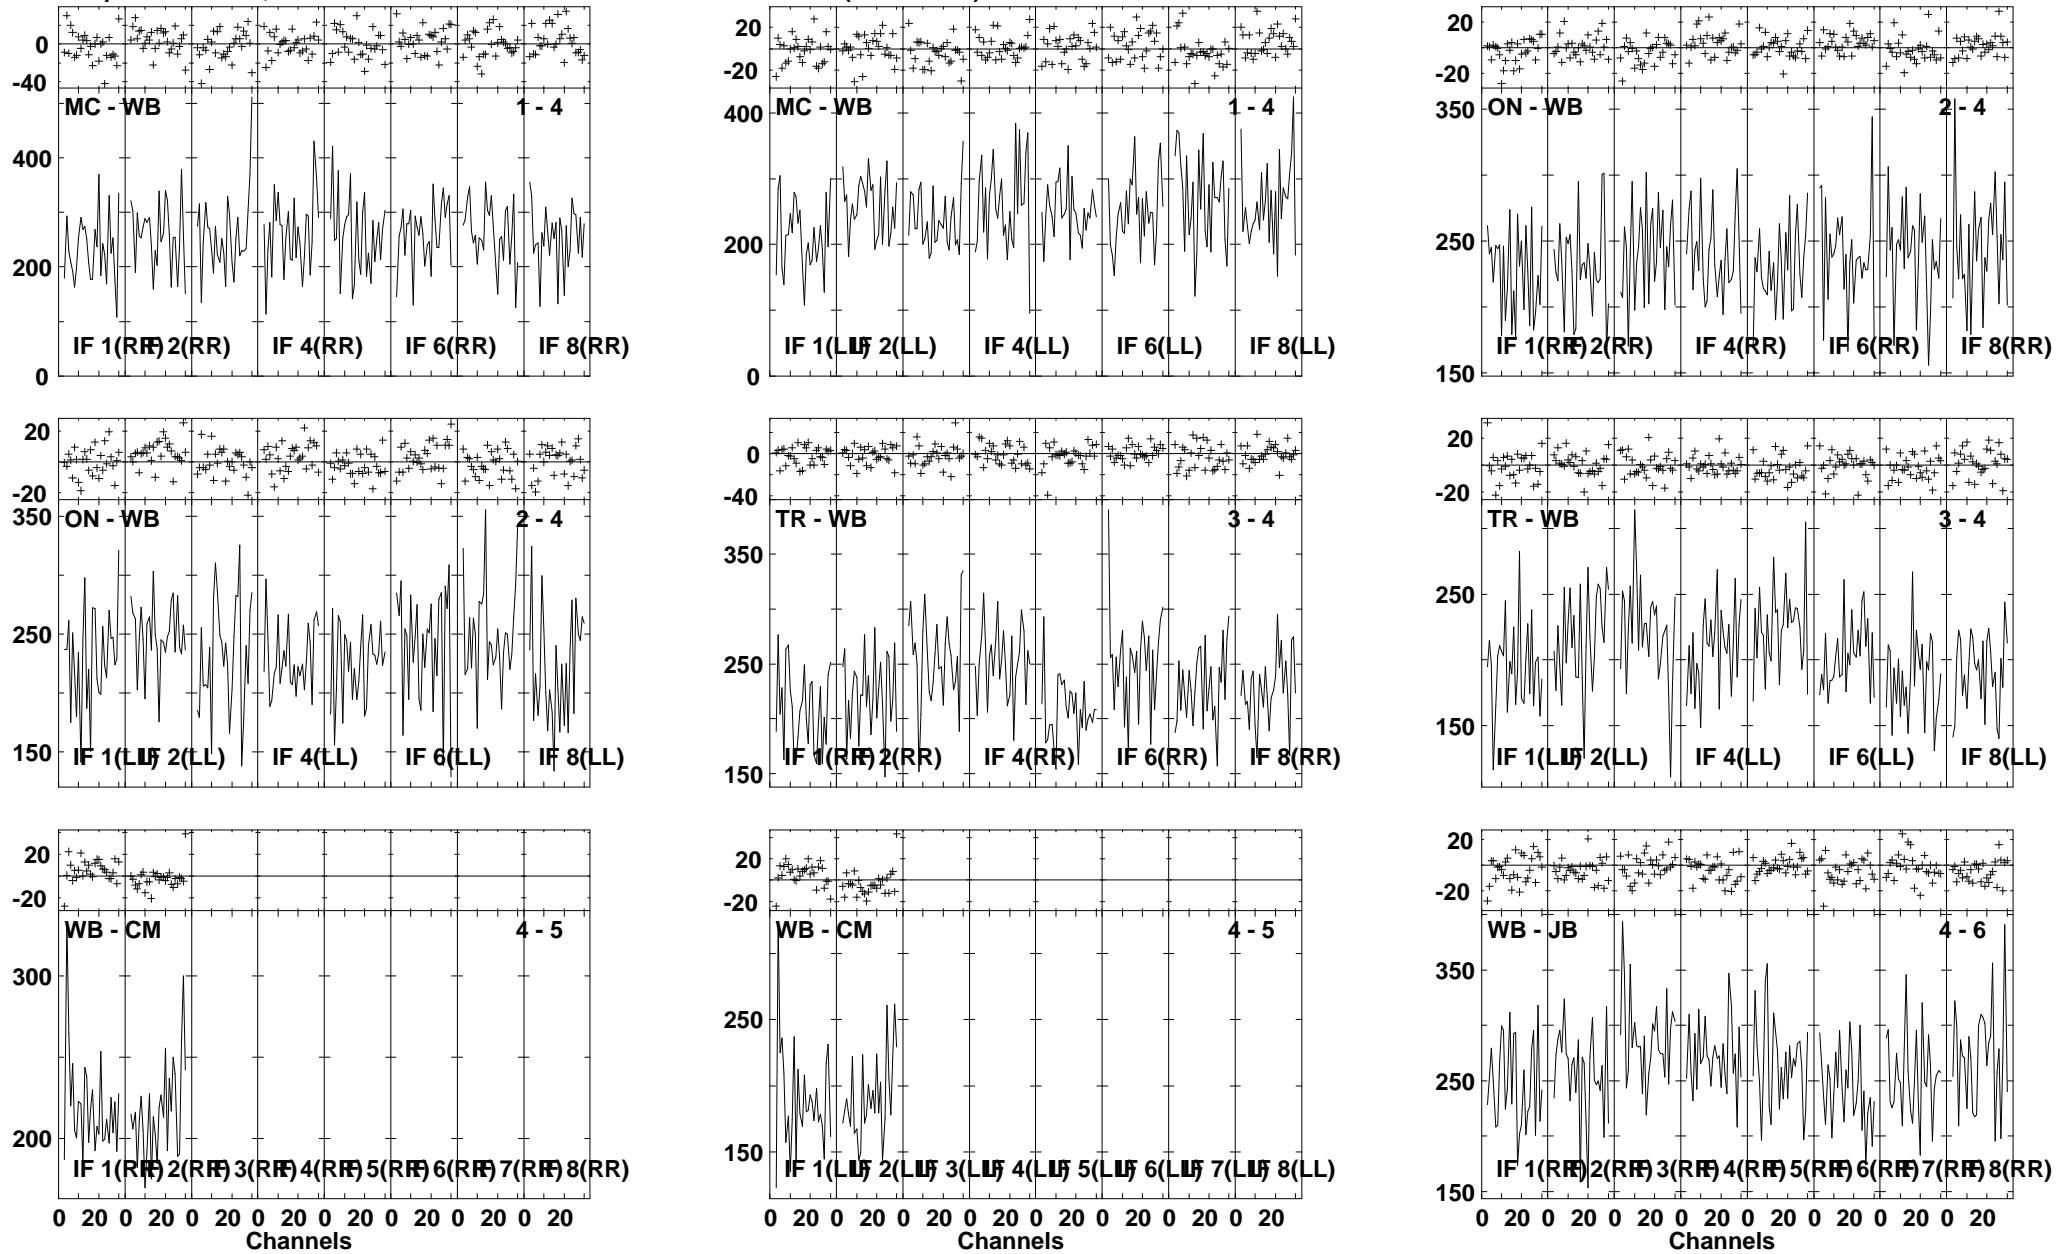 0
-40
MC - WB 1 - 4
400
200
0
IF 1(RR) IF 2(RR) IF 4(RR) IF 6(RR) IF 8(RR)
20
-20
MC - WB 1 - 4
400
200
0
IF 1(LL) IF 2(LL) IF 4(LL) IF 6(LL) IF 8(LL)
20
-20
ON - WB 2 - 4
350
250
150
IF 1(RR) IF 2(RR) IF 4(RR) IF 6(RR) IF 8(RR)
20
-20
ON - WB 2 - 4
350
250
150
IF 1(LL) IF 2(LL) IF 4(LL) IF 6(LL) IF 8(LL)
0
-40
TR - WB 3 - 4
350
250
150
IF 1(RR) IF 2(RR) IF 4(RR) IF 6(RR) IF 8(RR)
20
-20
TR - WB 3 - 4
250
150
IF 1(LL) IF 2(LL) IF 4(LL) IF 6(LL) IF 8(LL)
20
-20
WB - CM 4 - 5
300
200
IF 1(RR) IF 2(RR) IF 3(RR) IF 4(RR) IF 5(RR) IF 6(RR) IF 7(RR) IF 8(RR)
0 20 0 20 0 20 0 20 0 20 0 20 0 20 0 20
Channels
20
-20
WB - CM 4 - 5
250
150
IF 1(LL) IF 2(LL) IF 3(LL) IF 4(LL) IF 5(LL) IF 6(LL) IF 7(LL) IF 8(LL)
0 20 0 20 0 20 0 20 0 20 0 20 0 20 0 20
Channels
20
-20
WB - JB 4 - 6
350
250
150
IF 1(RR) IF 2(RR) IF 3(RR) IF 4(RR) IF 5(RR) IF 6(RR) IF 7(RR) IF 8(RR)
0 20 0 20 0 20 0 20 0 20 0 20 0 20 0 20
Channels